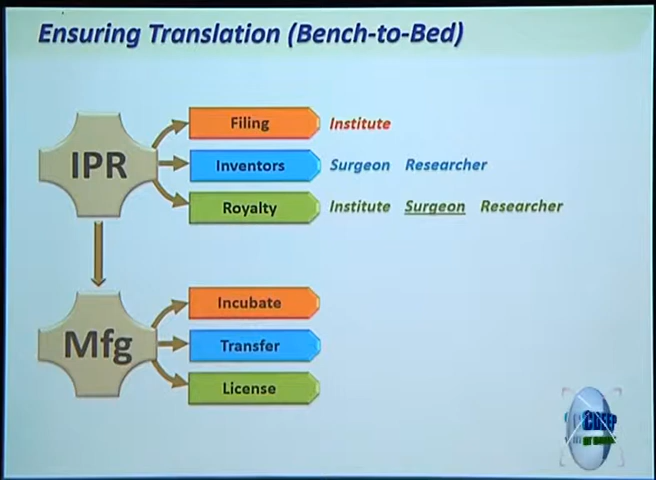 Ensuring Translation (Bench-to-Bed)
IPR
Filing Institute
Inventors Surgeon Researcher
Royalty Institute Surgeon Researcher
Mfg
Incubate
Transfer
License